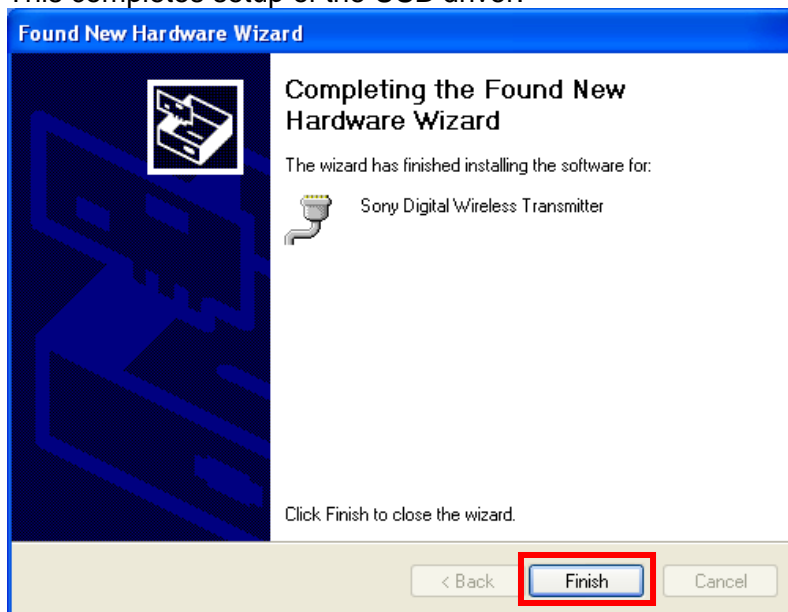 This completes setup of the USB driver.
Found New Hardware Wizard
Completing the Found New
Hardware Wizard
The wizard has finished installing the software for:
Sony Digital Wireless Transmitter
Click Finish to close the wizard.
< Back Finish Cancel